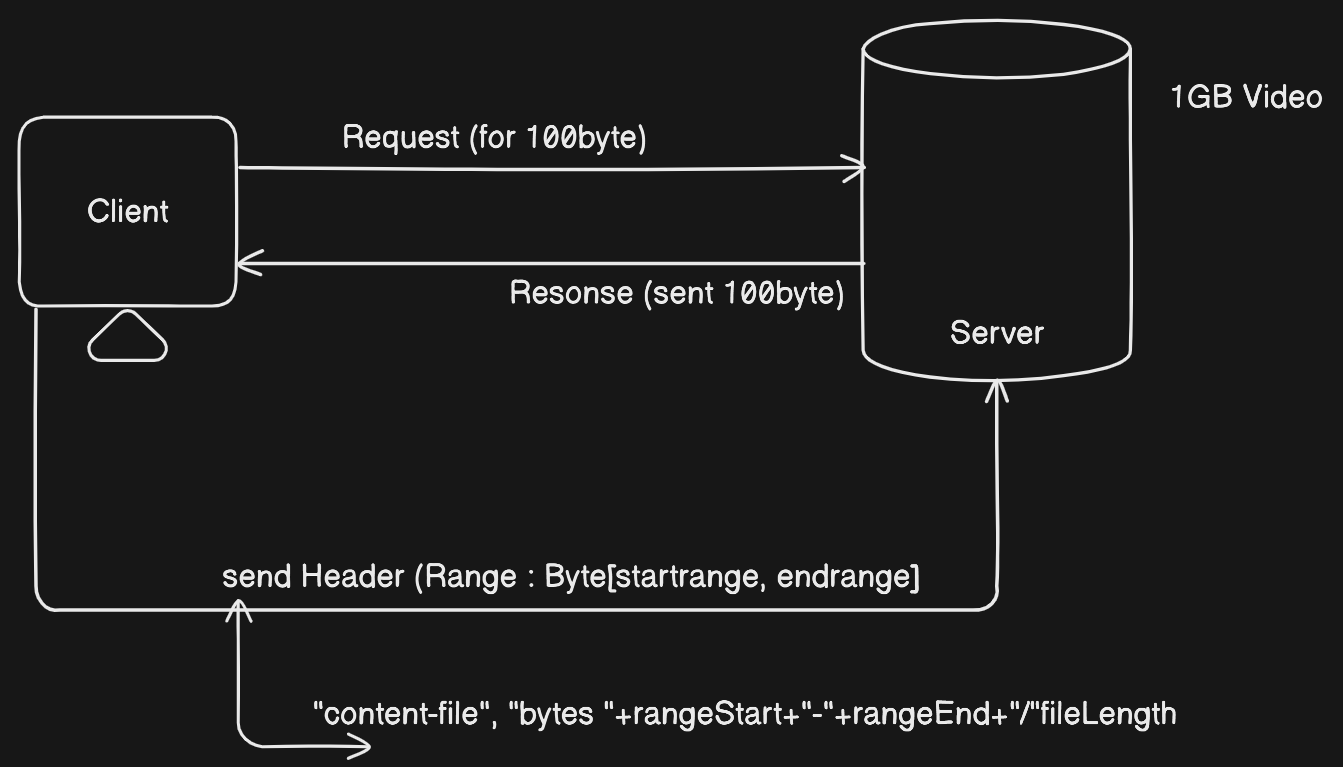 1GB Video
Request (for 100byte)
Client
Resonse (sent 100byte)
Server
send Header (Range : Byte[startrange, endrange]
"content-file", "bytes "+rangeStart+"-"+rangeEnd+"/"fileLength